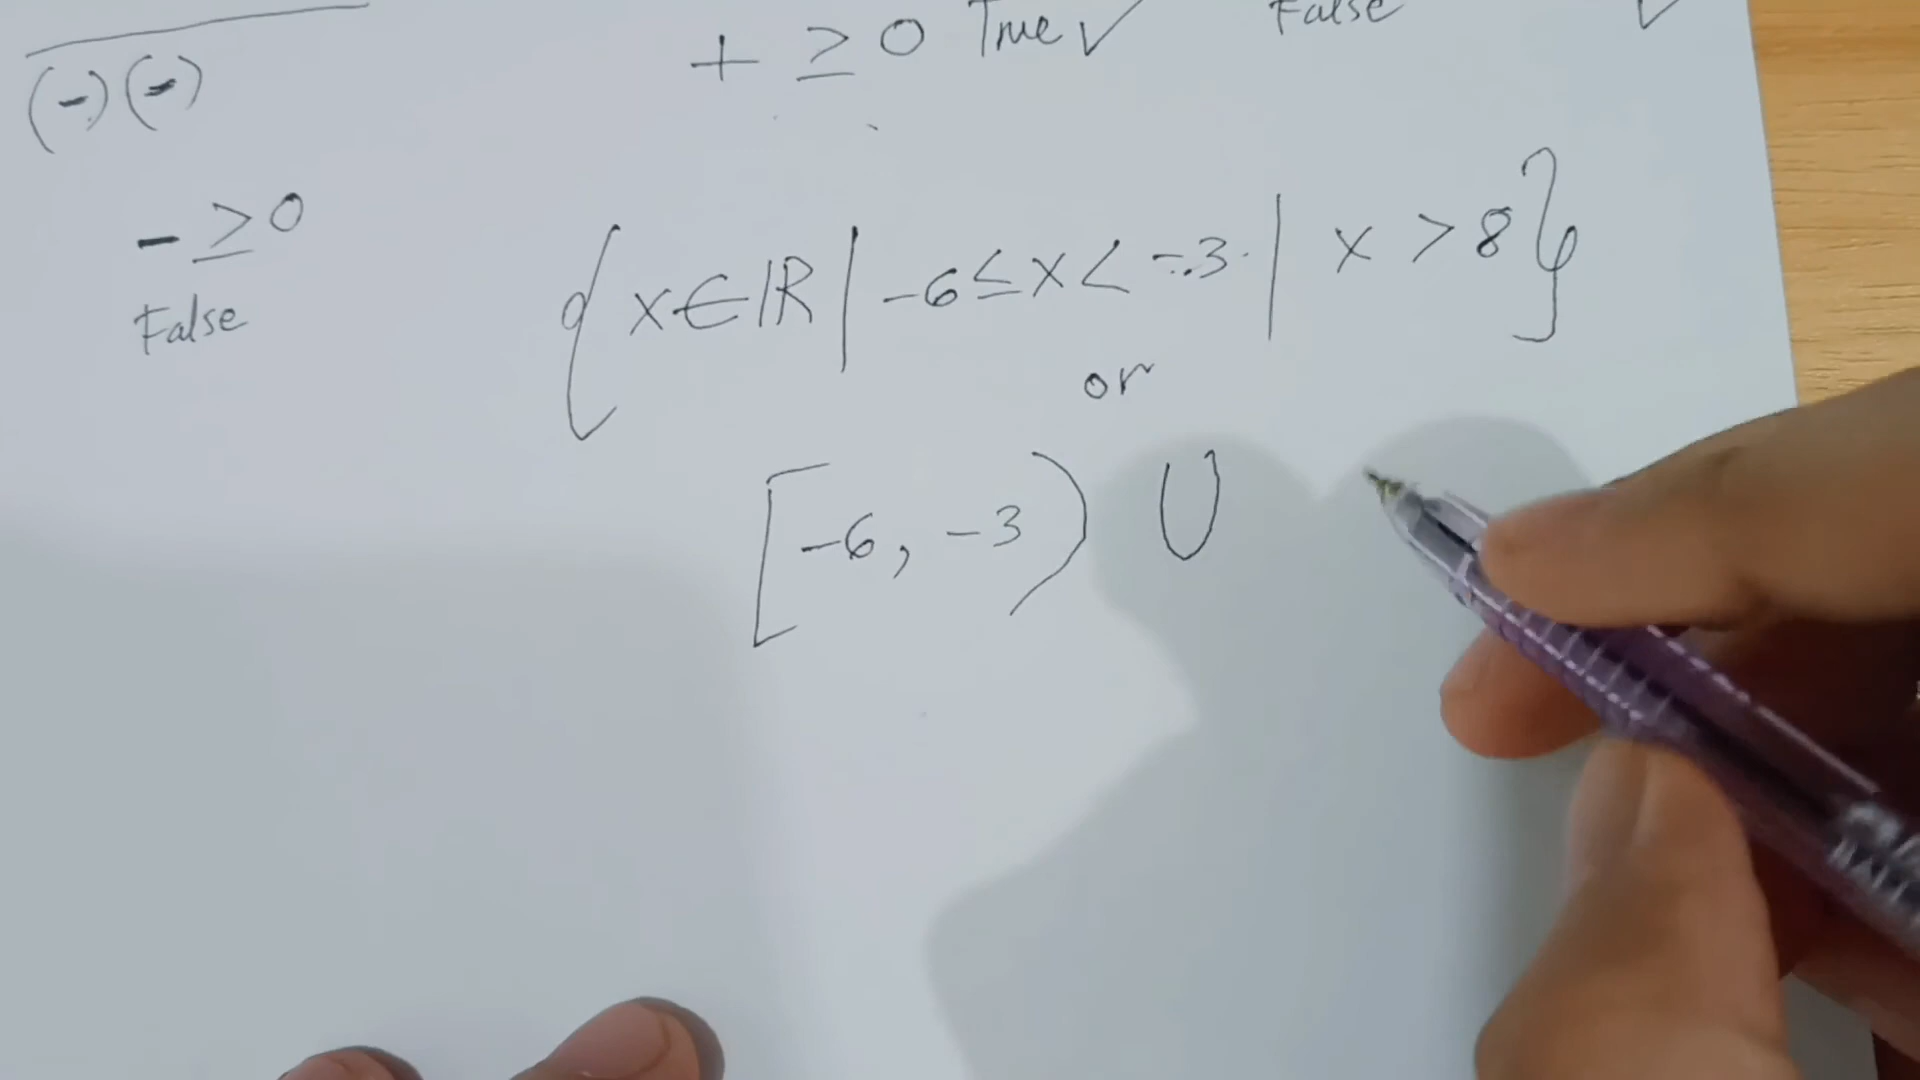 + ≥ 0 True ✓ False ✓
(-)(-)
- ≥ 0
False
{x∈ℝ | -6 ≤ x < -3 | x > 8}
or
[-6, -3) ∪